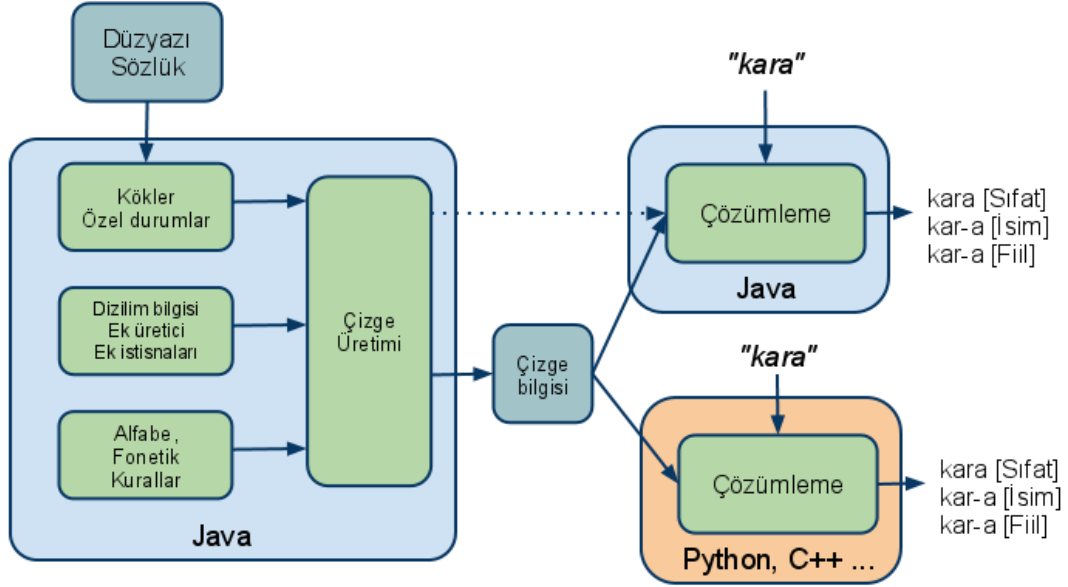 Düzyazı
Sözlük
Kökler
Özel durumlar
Dizilim bilgisi
Ek üretici
Ek istisnaları
Alfabe,
Fonetik
Kurallar
Çizge
Üretimi
Java
Çizge
bilgisi
"kara"
Çözümleme
Java
kara [Sıfat]
kar-a [İsim]
kar-a [Fiil]
"kara"
Çözümleme
Python, C++ ...
kara [Sıfat]
kar-a [İsim]
kar-a [Fiil]